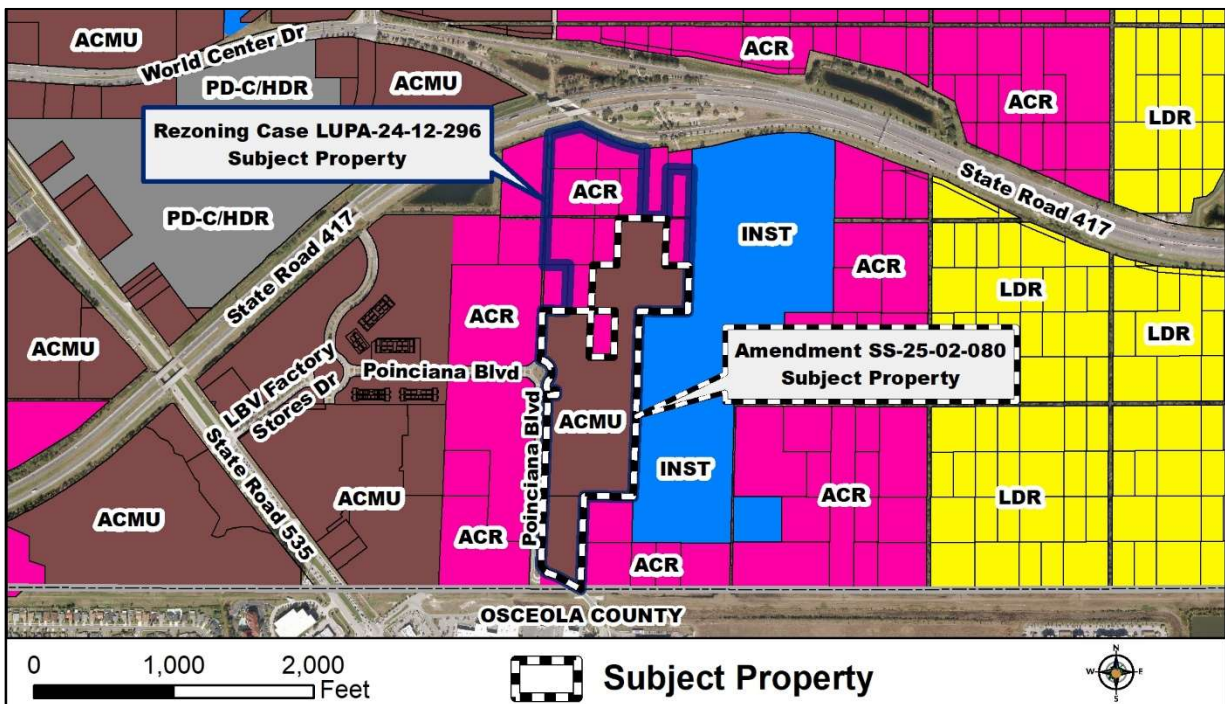 ACMU
World Center Dr
PD-C/HDR
ACMU
ACR
ACR
LDR
Rezoning Case LUPA-24-12-296
Subject Property
ACR
State Road 417
PD-C/HDR
State Road 417
INST
ACR
LDR
LDR
ACR
ACMU
LBV Factory
Stores Dr
Poinciana Blvd
Amendment SS-25-02-080
Subject Property
Poinciana Blvd
ACMU
State Road 535
ACMU
INST
ACR
LDR
ACMU
ACR
ACR
OSCEOLA COUNTY
0 1,000 2,000
Feet
Subject Property
N
W E
S